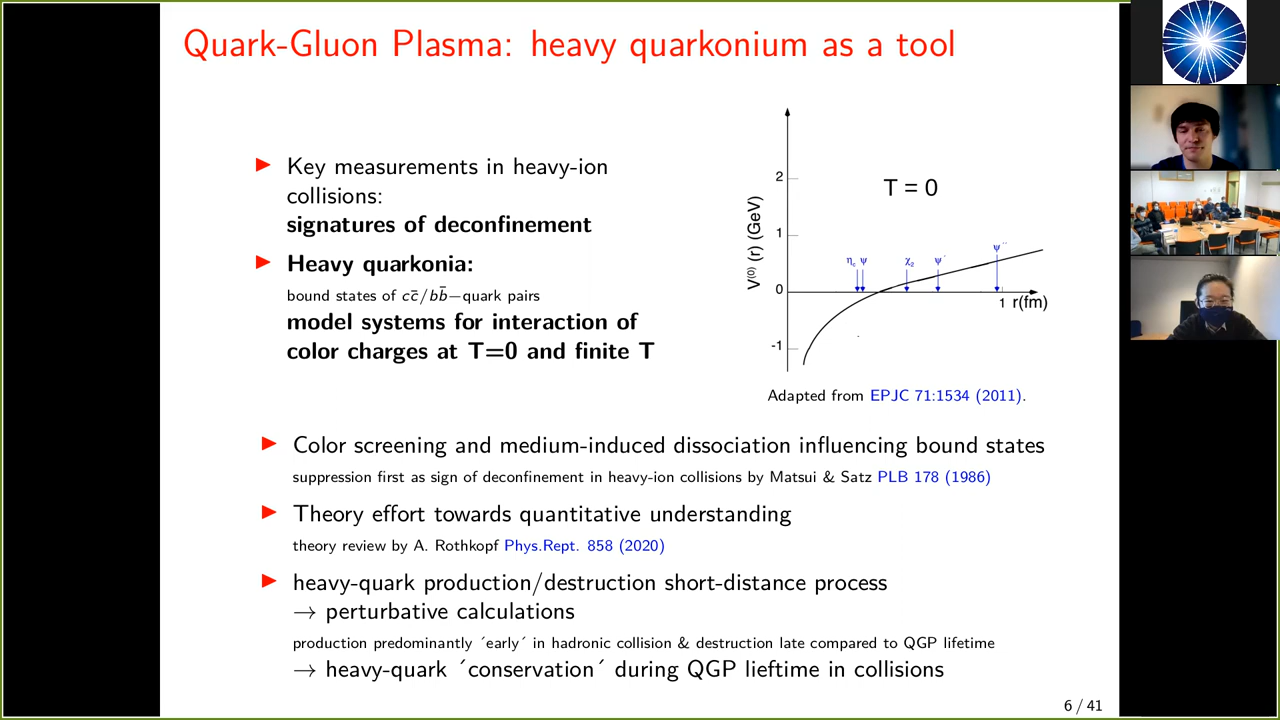 Quark-Gluon Plasma: heavy quarkonium as a tool
▶ Key measurements in heavy-ion
collisions:
signatures of deconfinement
▶ Heavy quarkonia:
bound states of cc̄/bb̄−quark pairs
model systems for interaction of
color charges at T=0 and finite T
V⁽⁰⁾ (r) (GeV)
2
1
0
-1
T = 0
η_c ψ χ₂ ψ´ ψ´´
1 r(fm)
Adapted from EPJC 71:1534 (2011).
▶ Color screening and medium-induced dissociation influencing bound states
suppression first as sign of deconfinement in heavy-ion collisions by Matsui & Satz PLB 178 (1986)
▶ Theory effort towards quantitative understanding
theory review by A. Rothkopf Phys.Rept. 858 (2020)
▶ heavy-quark production/destruction short-distance process
→ perturbative calculations
production predominantly ´early´ in hadronic collision & destruction late compared to QGP lifetime
→ heavy-quark ´conservation´ during QGP lieftime in collisions
6 / 41